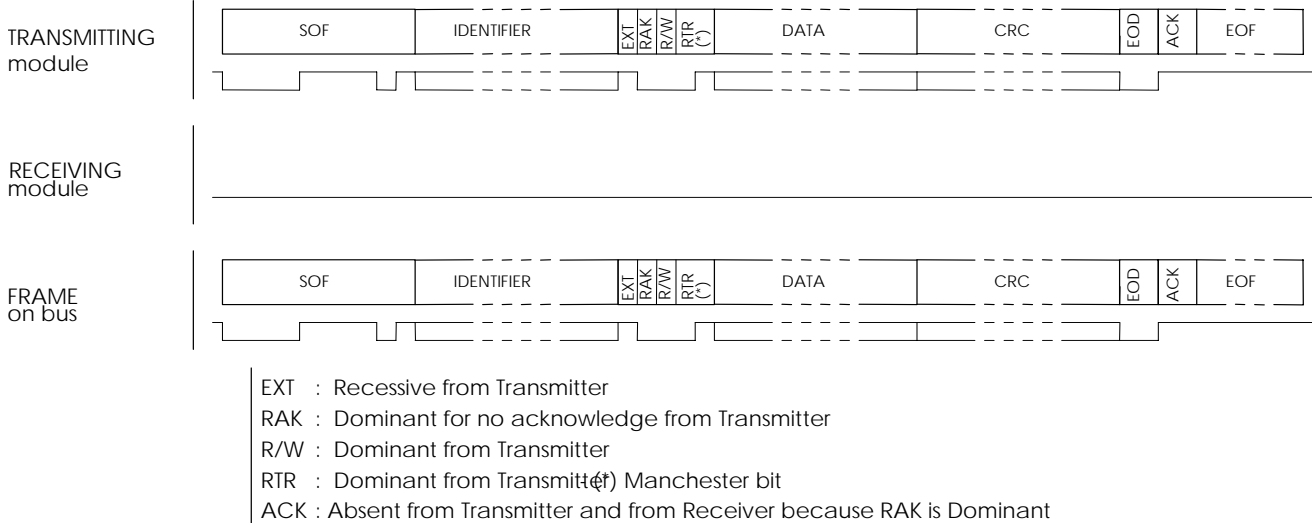 TRANSMITTING
module
SOF IDENTIFIER EXT RAK R/W RTR (*) DATA CRC EOD ACK EOF
RECEIVING
module
FRAME
on bus
SOF IDENTIFIER EXT RAK R/W RTR (*) DATA CRC EOD ACK EOF
EXT : Recessive from Transmitter
RAK : Dominant for no acknowledge from Transmitter
R/W : Dominant from Transmitter
RTR : Dominant from Transmitter - (*) Manchester bit
ACK : Absent from Transmitter and from Receiver because RAK is Dominant